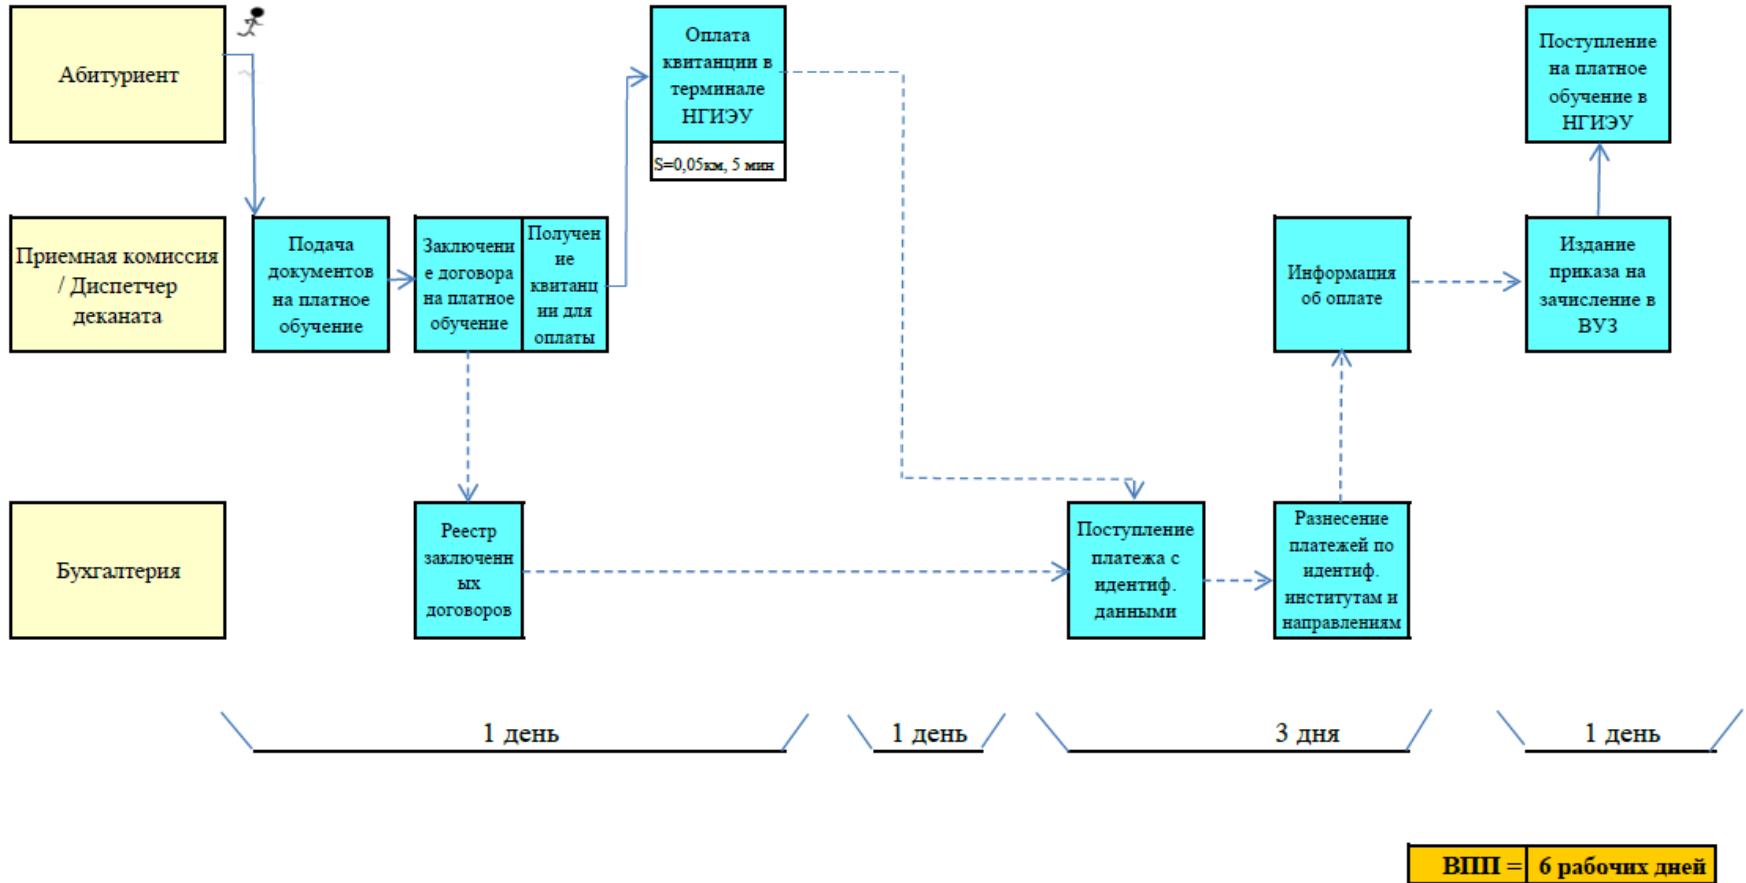 Абитуриент
Оплата
квитанции в
терминале
НГИЭУ
S=0,05км, 5 мин
Поступление
на платное
обучение в
НГИЭУ
Приемная комиссия
/ Диспетчер
деканата
Подача
документов
на платное
обучение
Заключени
е договора
на платное
обучение
Получен
ие
квитанц
ии для
оплаты
Информация
об оплате
Издание
приказа на
зачисление в
ВУЗ
Бухгалтерия
Реестр
заключенн
ых
договоров
Поступление
платежа с
идентиф.
данными
Разнесение
платежей по
идентиф.
институтам и
направлениям
1 день
1 день
3 дня
1 день
ВПП = 6 рабочих дней